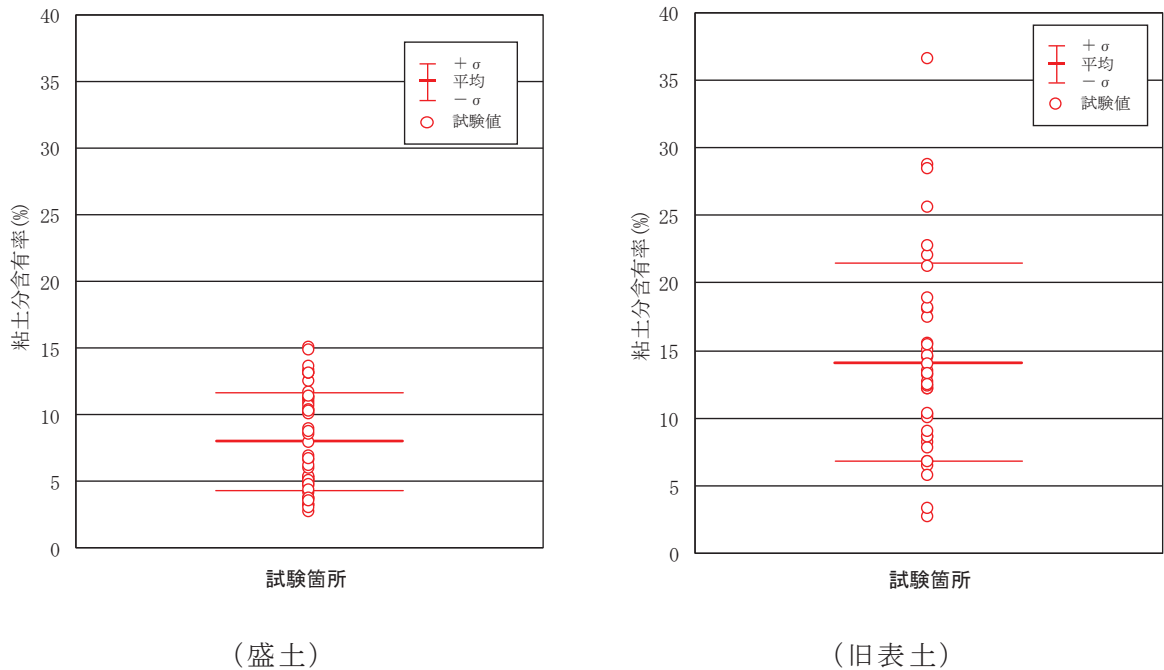 粘土分含有率(%)
40
35
30
25
20
15
10
5
0
＋σ
平均
－σ
試験値
試験箇所
(盛土)
粘土分含有率(%)
40
35
30
25
20
15
10
5
0
＋σ
平均
－σ
試験値
試験箇所
(旧表土)